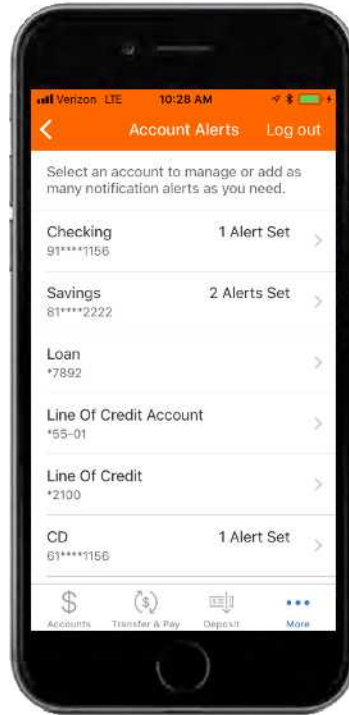 Verizon LTE 10:28 AM
Account Alerts Log out
Select an account to manage or add as
many notification alerts as you need.
Checking 1 Alert Set
91****1156
Savings 2 Alerts Set
81****2222
Loan
*7892
Line Of Credit Account
*55-01
Line Of Credit
*2100
CD 1 Alert Set
61****1156
Accounts Transfer & Pay Deposit More